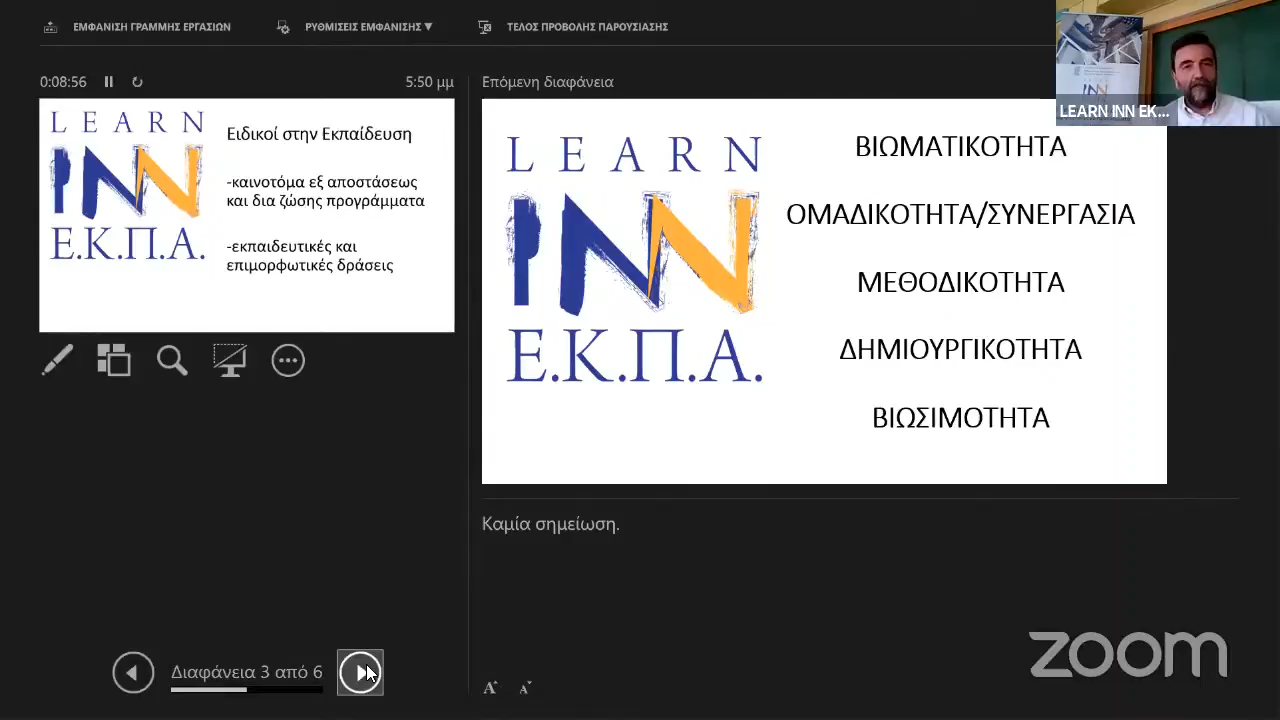 ΕΜΦΑΝΙΣΗ ΓΡΑΜΜΗΣ ΕΡΓΑΣΙΩΝ
ΡΥΘΜΙΣΕΙΣ ΕΜΦΑΝΙΣΗΣ ▼
ΤΕΛΟΣ ΠΡΟΒΟΛΗΣ ΠΑΡΟΥΣΙΑΣΗΣ
0:08:56
5:50 μμ
LEARN
INN
Ε.Κ.Π.Α.
Ειδικοί στην Εκπαίδευση
-καινοτόμα εξ αποστάσεως
και δια ζώσης προγράμματα
-εκπαιδευτικές και
επιμορφωτικές δράσεις
Διαφάνεια 3 από 6
Επόμενη διαφάνεια
LEARN
INN
Ε.Κ.Π.Α.
ΒΙΩΜΑΤΙΚΟΤΗΤΑ
ΟΜΑΔΙΚΟΤΗΤΑ/ΣΥΝΕΡΓΑΣΙΑ
ΜΕΘΟΔΙΚΟΤΗΤΑ
ΔΗΜΙΟΥΡΓΙΚΟΤΗΤΑ
ΒΙΩΣΙΜΟΤΗΤΑ
Καμία σημείωση.
A A
INN
LEARN INN EK...
zoom